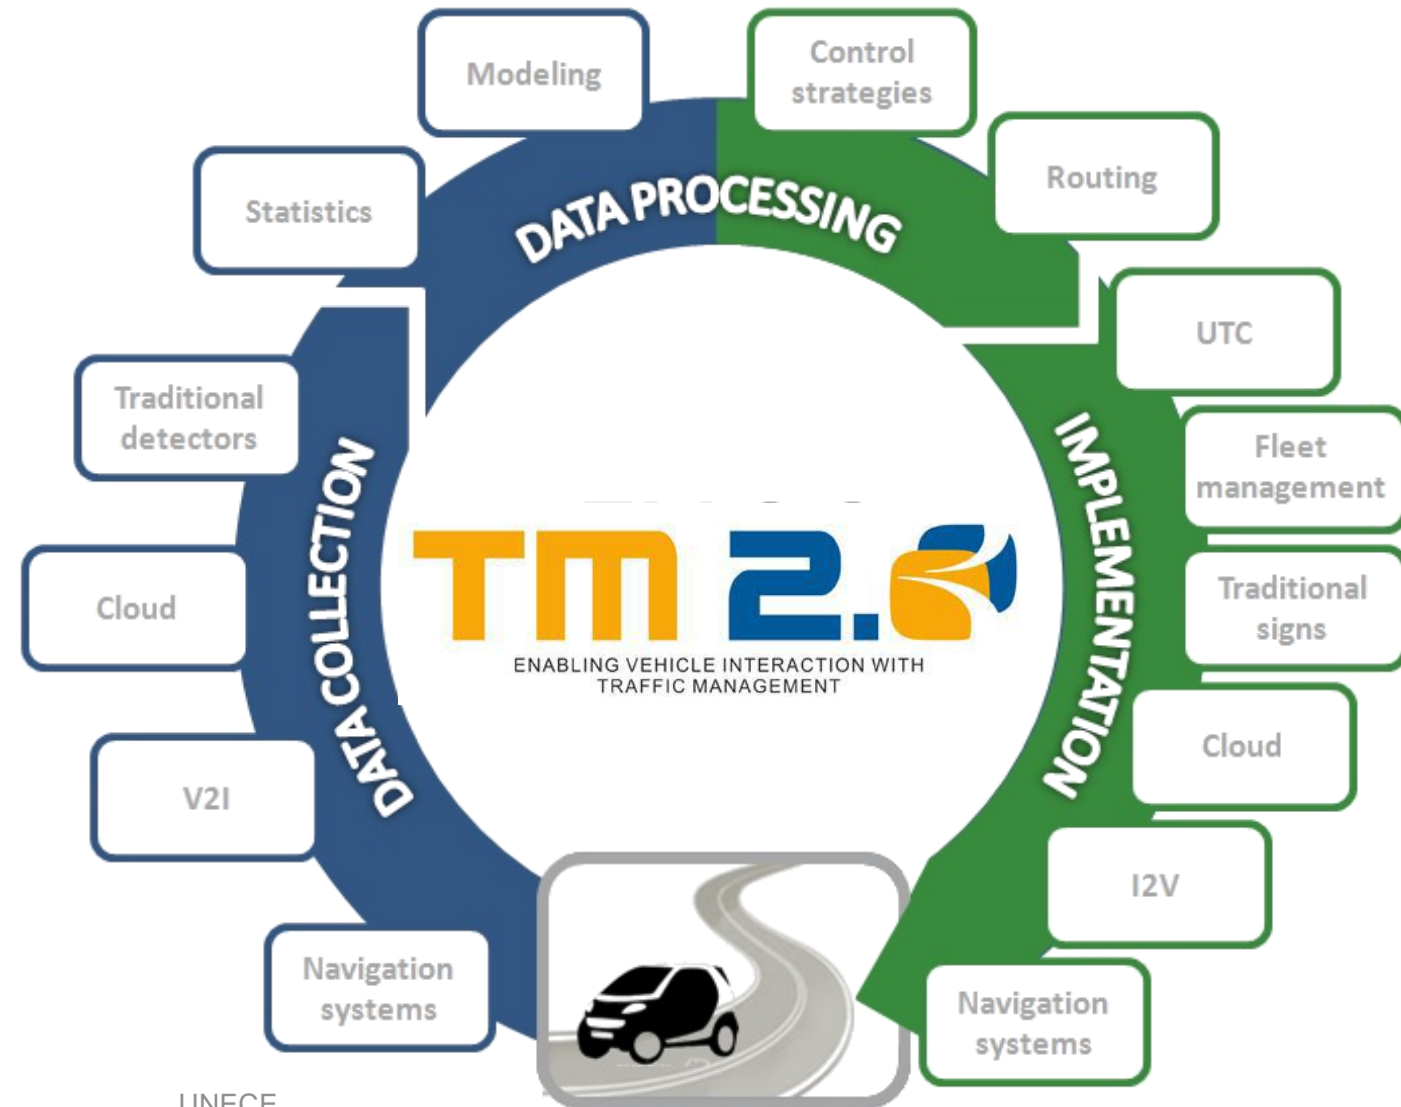 Modeling
Control
strategies
Statistics
Routing
DATA PROCESSING
UTC
Traditional
detectors
Fleet
management
DATA COLLECTION
IMPLEMENTATION
Cloud
Traditional
signs
TM 2.0
ENABLING VEHICLE INTERACTION WITH
TRAFFIC MANAGEMENT
Cloud
V2I
I2V
Navigation
systems
Navigation
systems
UNECE